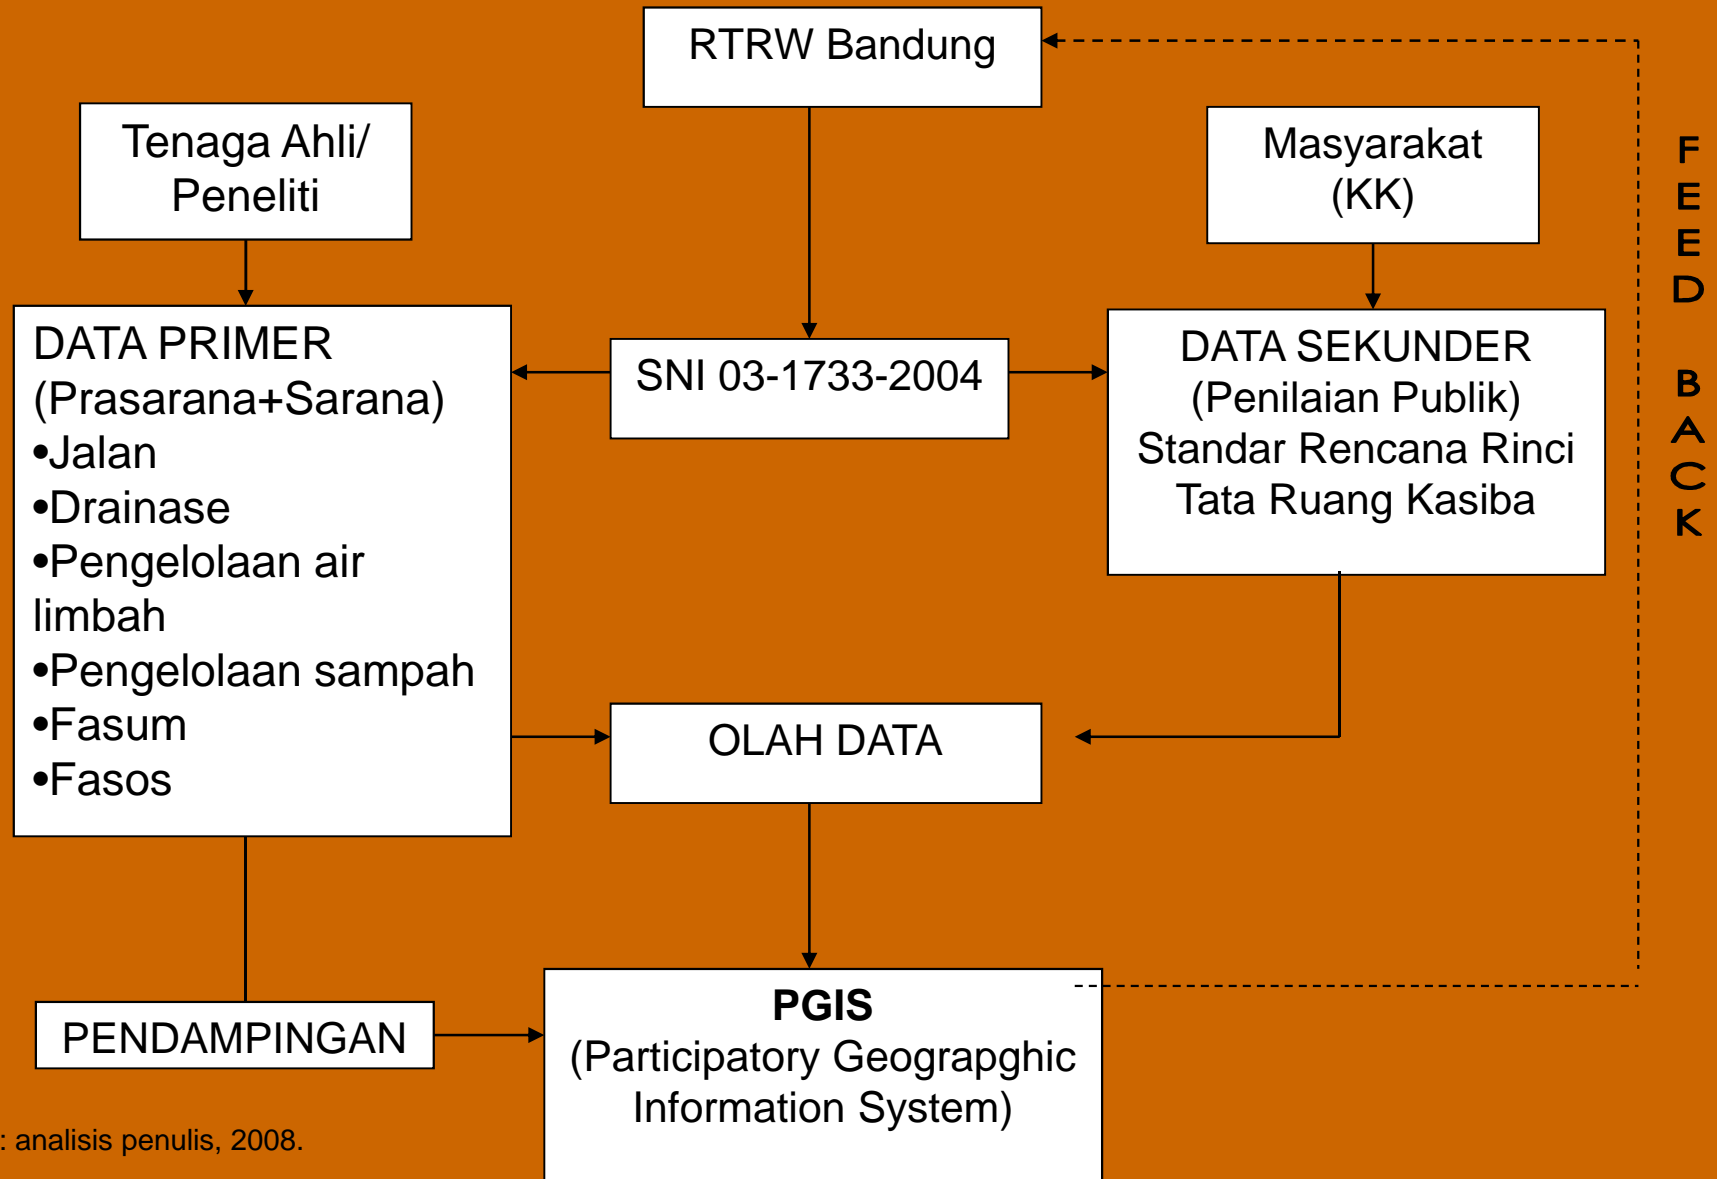 RTRW Bandung
Tenaga Ahli/
Peneliti
Masyarakat
(KK)
FEED BACK
DATA PRIMER
(Prasarana+Sarana)
•Jalan
•Drainase
•Pengelolaan air
limbah
•Pengelolaan sampah
•Fasum
•Fasos
SNI 03-1733-2004
DATA SEKUNDER
(Penilaian Publik)
Standar Rencana Rinci
Tata Ruang Kasiba
OLAH DATA
PENDAMPINGAN
PGIS
(Participatory Geograpghic
Information System)
: analisis penulis, 2008.